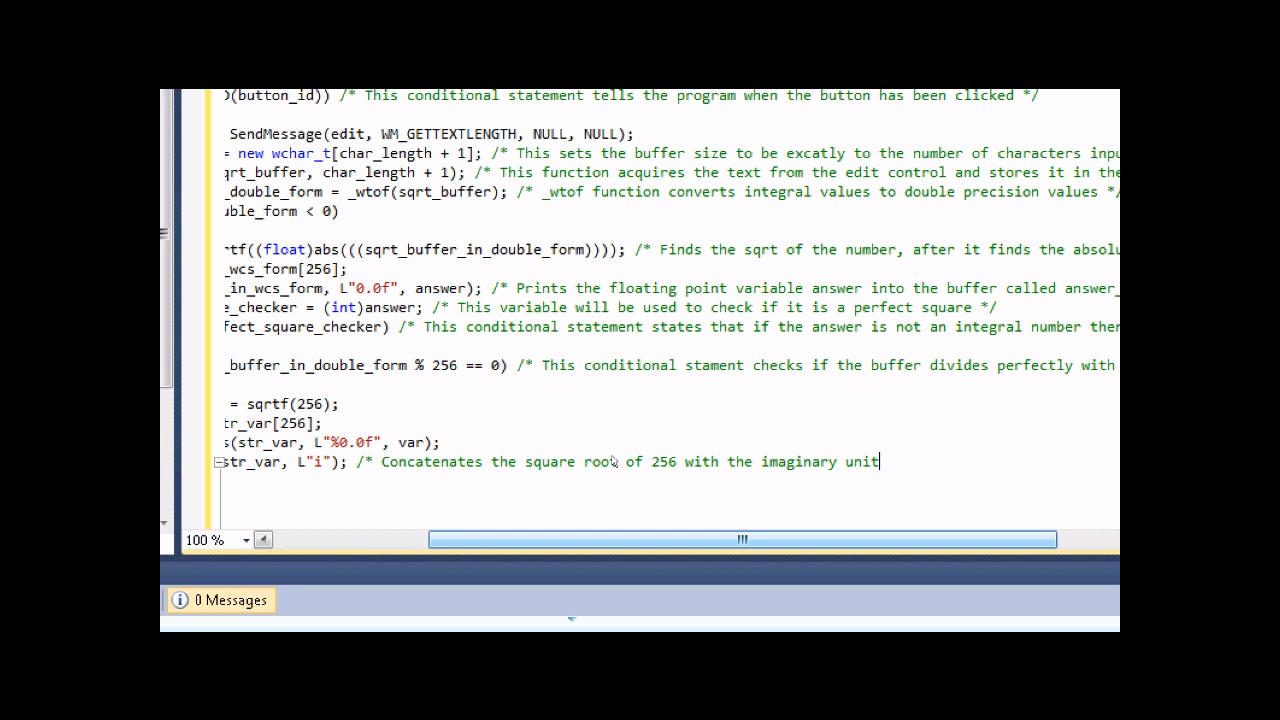 (button_id)) /* This conditional statement tells the program when the button has been clicked */
SendMessage(edit, WM_GETTEXTLENGTH, NULL, NULL);
= new wchar_t[char_length + 1]; /* This sets the buffer size to be excatly to the number of characters inpu
qrt_buffer, char_length + 1); /* This function acquires the text from the edit control and stores it in the
_double_form = _wtof(sqrt_buffer); /* _wtof function converts integral values to double precision values */
uble_form < 0)
rtf((float)abs(((sqrt_buffer_in_double_form)))); /* Finds the sqrt of the number, after it finds the absolu
_wcs_form[256];
_in_wcs_form, L"0.0f", answer); /* Prints the floating point variable answer into the buffer called answer_
e_checker = (int)answer; /* This variable will be used to check if it is a perfect square */
fect_square_checker) /* This conditional statement states that if the answer is not an integral number then
_buffer_in_double_form % 256 == 0) /* This conditional stament checks if the buffer divides perfectly with
= sqrtf(256);
tr_var[256];
s(str_var, L"%0.0f", var);
str_var, L"i"); /* Concatenates the square root of 256 with the imaginary unit
100 %
0 Messages